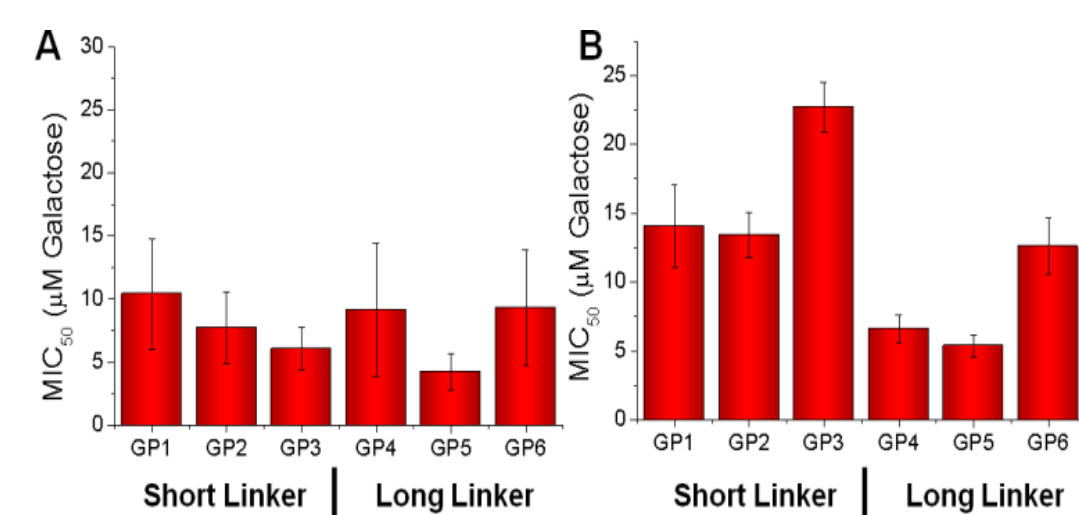 A
MIC50 (μM Galactose)
30
25
20
15
10
5
0
GP1 GP2 GP3 GP4 GP5 GP6
Short Linker Long Linker
B
MIC50 (μM Galactose)
25
20
15
10
5
0
GP1 GP2 GP3 GP4 GP5 GP6
Short Linker Long Linker